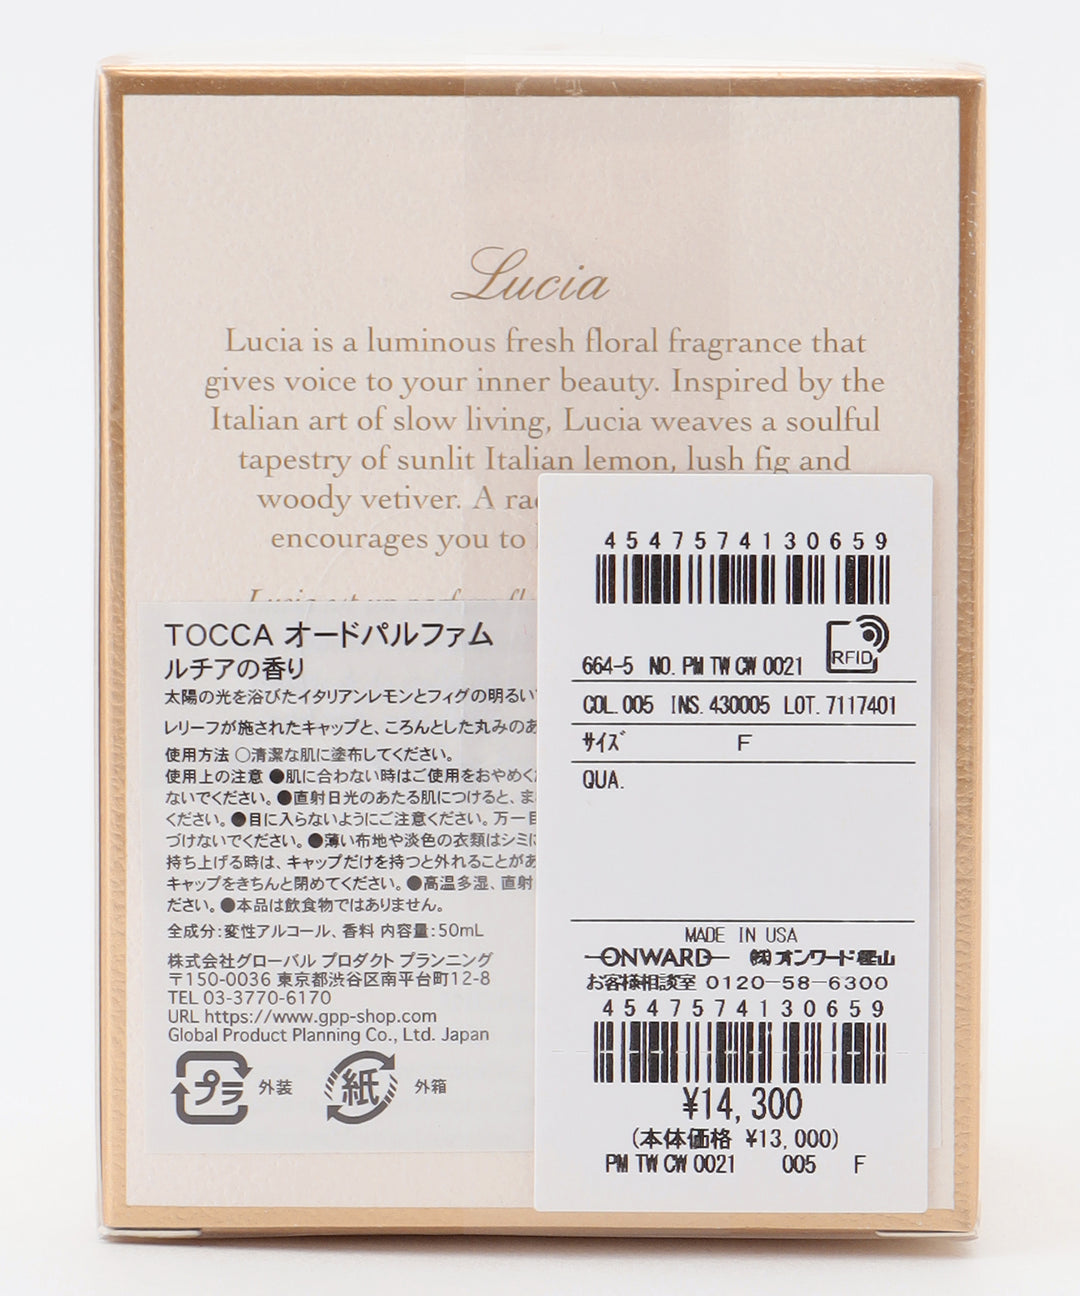 Lucia
Lucia is a luminous fresh floral fragrance that
gives voice to your inner beauty. Inspired by the
Italian art of slow living, Lucia weaves a soulful
tapestry of sunlit Italian lemon, lush fig and
woody vetiver. A
encourages you to
TOCCA オードパルファム
ルチアの香り
太陽の光を浴びたイタリアンレモンとフィグの明るい
レリーフが施されたキャップと、ころんとした丸みのあ
使用方法 ○清潔な肌に塗布してください。
使用上の注意 ●肌に合わない時はご使用をおやめく
ないでください。●直射日光のあたる肌につけると、ま
ください。●目に入らないようにご注意ください。万一目
づけないでください。●薄い布地や淡色の衣類はシミに
持ち上げる時は、キャップだけを持つと外れることがあ
キャップをきちんと閉めてください。●高温多湿、直射
ださい。●本品は飲食物ではありません。
全成分:変性アルコール、香料 内容量:50mL
株式会社グローバル プロダクト プランニング
〒150-0036 東京都渋谷区南平台町12-8
TEL 03-3770-6170
URL https://www.gpp-shop.com
Global Product Planning Co., Ltd. Japan
プラ 外装 紙 外箱
4547574130659
RFID
664-5 NO. PM TW CW 0021
COL. 005 INS. 430005 LOT. 7117401
ｻｲｽﾞ F
QUA.
MADE IN USA
ONWARD ㈱オンワード樫山
お客様相談室 0120-58-6300
4547574130659
¥14,300
(本体価格 ¥13,000)
PM TW CW 0021 005 F